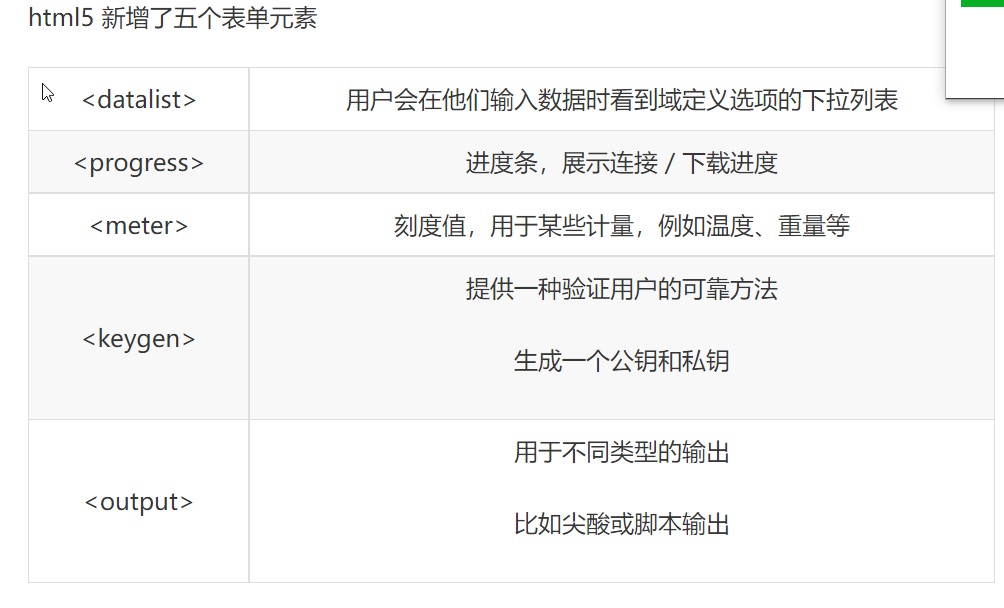 html5 新增了五个表单元素
<datalist> 用户会在他们输入数据时看到域定义选项的下拉列表
<progress> 进度条，展示连接 / 下载进度
<meter> 刻度值，用于某些计量，例如温度、重量等
<keygen> 提供一种验证用户的可靠方法
生成一个公钥和私钥
<output> 用于不同类型的输出
比如尖酸或脚本输出